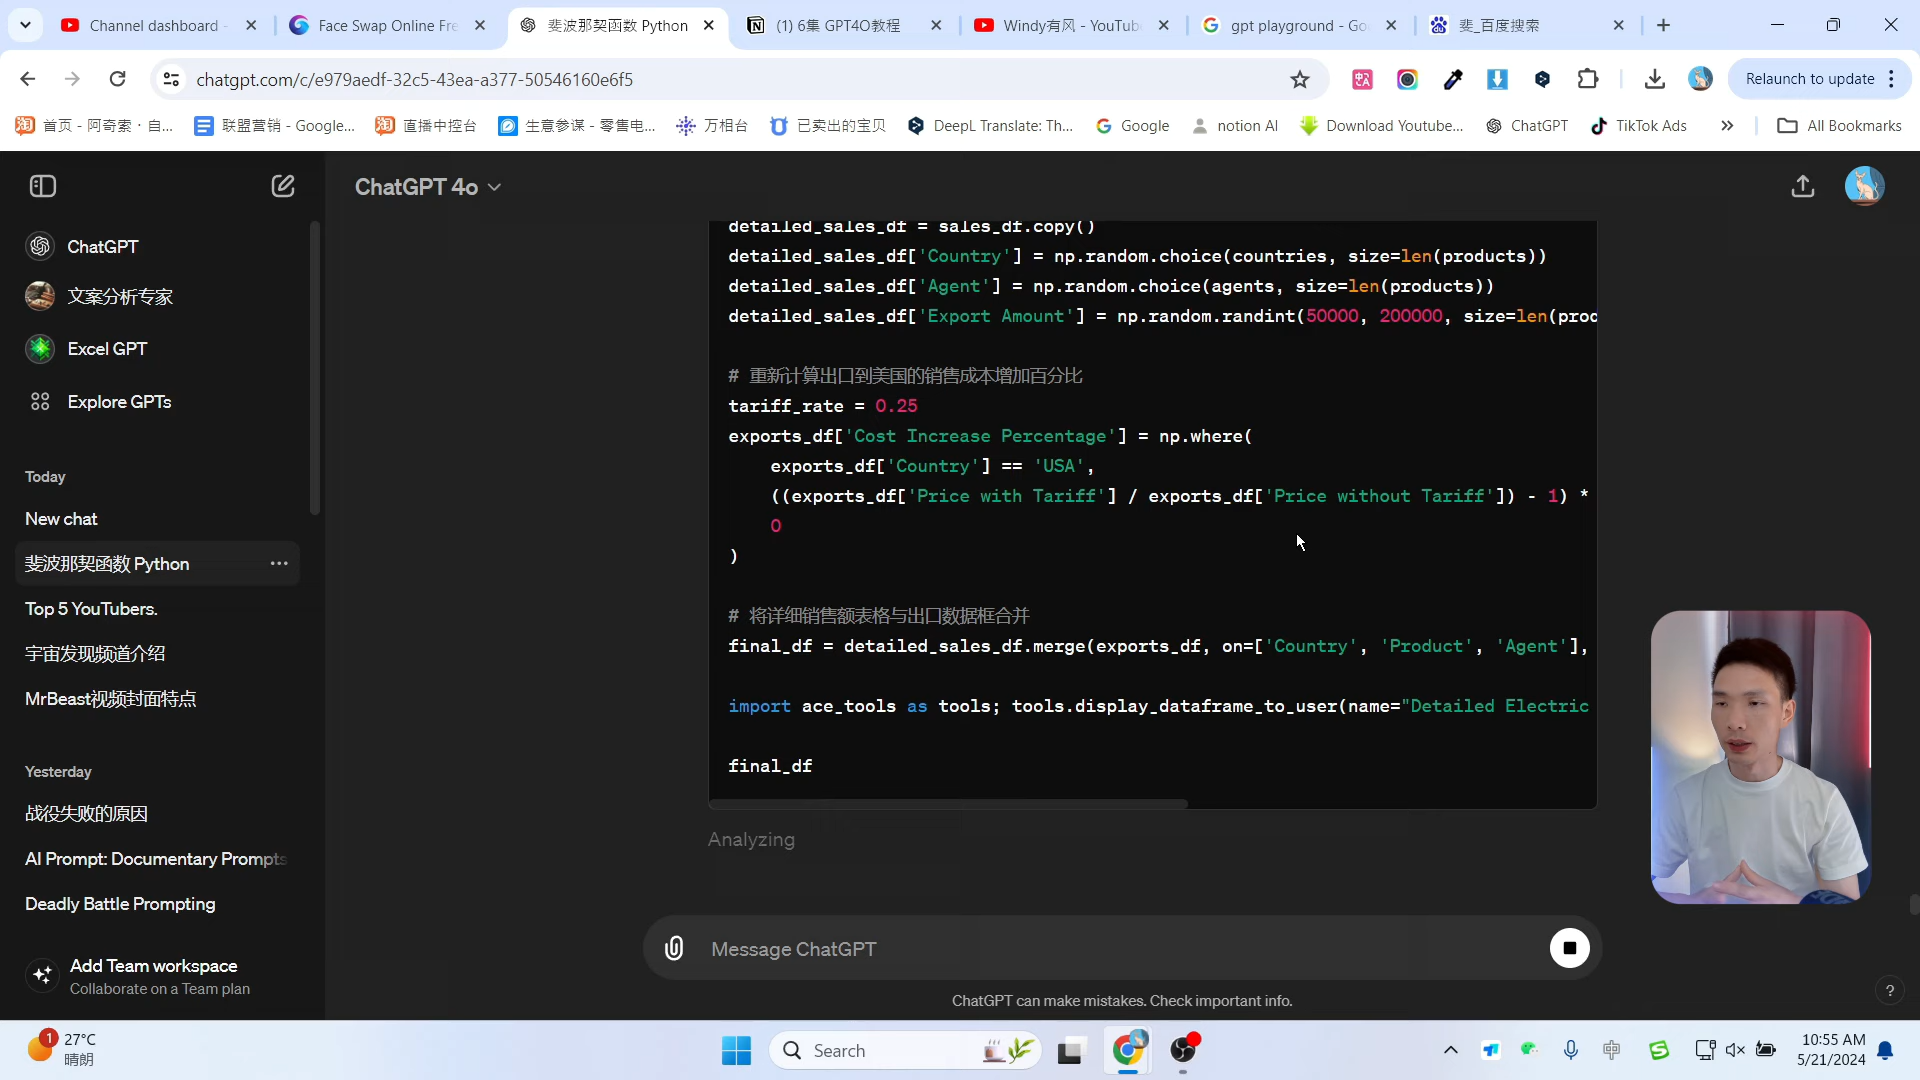 Channel dashboard -
Face Swap Online Fre
斐波那契函数 Python
(1) 6集 GPT4O教程
Windy有风 - YouTub
gpt playground - Go
斐_百度搜索
chatgpt.com/c/e979aedf-32c5-43ea-a377-50546160e6f5
Relaunch to update
首页 - 阿奇索 · 自...
联盟营销 - Google...
直播中控台
生意参谋 - 零售电...
万相台
已卖出的宝贝
DeepL Translate: Th...
Google
notion AI
Download Youtube...
ChatGPT
TikTok Ads
All Bookmarks
ChatGPT 4o
ChatGPT
文案分析专家
Excel GPT
Explore GPTs
Today
New chat
斐波那契函数 Python
Top 5 YouTubers.
宇宙发现频道介绍
MrBeast视频封面特点
Yesterday
战役失败的原因
AI Prompt: Documentary Prompts
Deadly Battle Prompting
Add Team workspace
Collaborate on a Team plan
detailed_sales_df = sales_df.copy()
detailed_sales_df['Country'] = np.random.choice(countries, size=len(products))
detailed_sales_df['Agent'] = np.random.choice(agents, size=len(products))
detailed_sales_df['Export Amount'] = np.random.randint(50000, 200000, size=len(prod
# 重新计算出口到美国的销售成本增加百分比
tariff_rate = 0.25
exports_df['Cost Increase Percentage'] = np.where(
exports_df['Country'] == 'USA',
((exports_df['Price with Tariff'] / exports_df['Price without Tariff']) - 1) *
0
)
# 将详细销售额表格与出口数据框合并
final_df = detailed_sales_df.merge(exports_df, on=['Country', 'Product', 'Agent'],
import ace_tools as tools; tools.display_dataframe_to_user(name="Detailed Electric
final_df
Analyzing
Message ChatGPT
ChatGPT can make mistakes. Check important info.
?
1
27°C
晴朗
Search
中
10:55 AM
5/21/2024